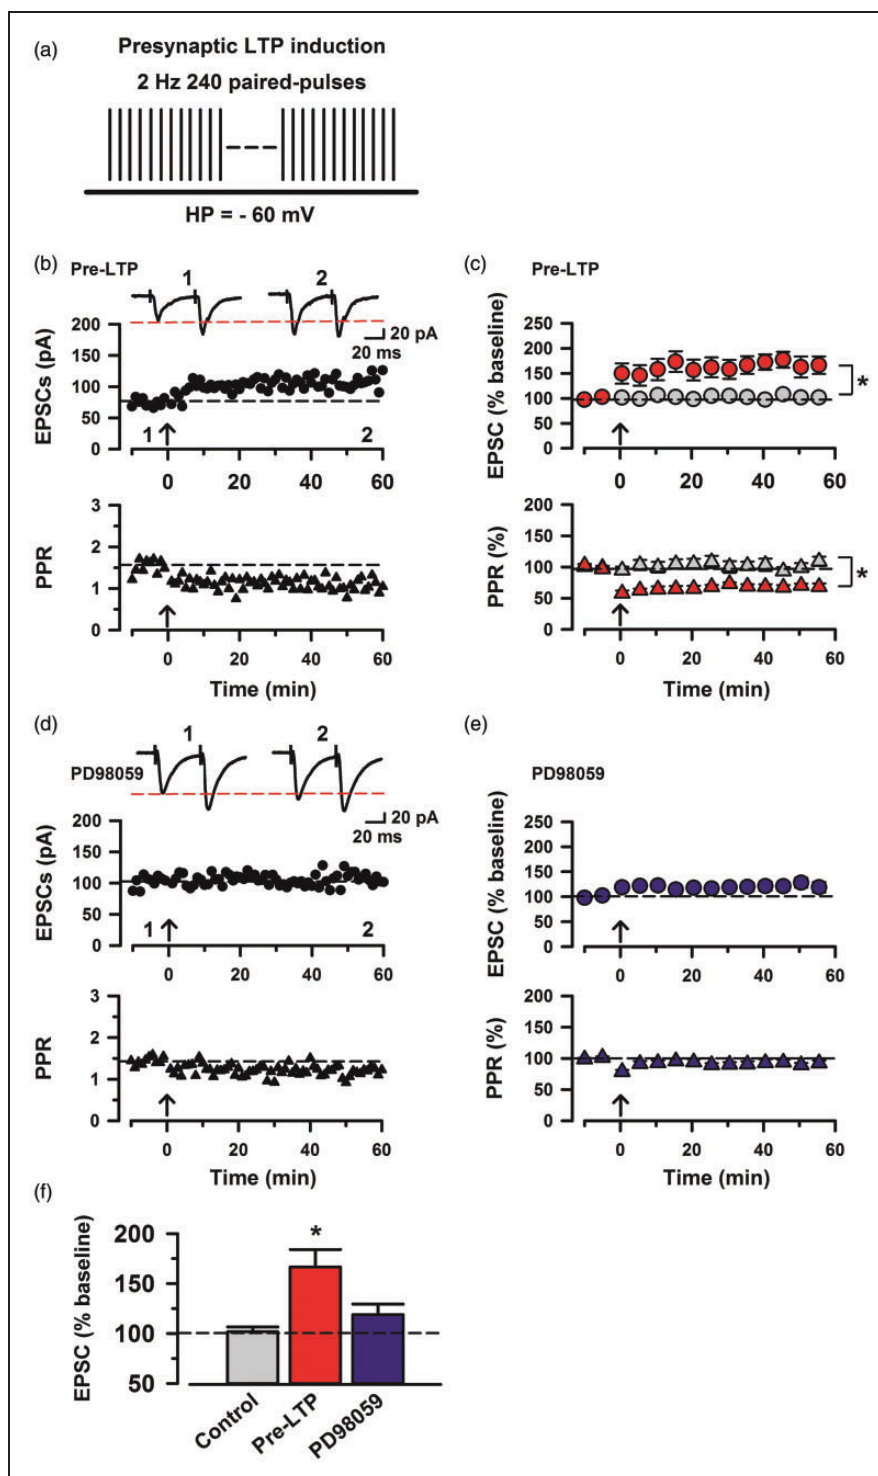 (a)
Presynaptic LTP induction
2 Hz 240 paired-pulses
HP = - 60 mV
(b)
Pre-LTP
1
2
20 pA
20 ms
EPSCs (pA)
200
150
100
50
0
1
2
0
20
40
60
PPR
3
2
1
0
0
20
40
60
Time (min)
(c)
Pre-LTP
EPSC (% baseline)
250
200
150
100
50
0
*
0
20
40
60
PPR (%)
200
150
100
50
0
*
0
20
40
60
Time (min)
(d)
PD98059
1
2
20 pA
20 ms
EPSCs (pA)
200
150
100
50
0
1
2
0
20
40
60
PPR
3
2
1
0
0
20
40
60
Time (min)
(e)
PD98059
EPSC (% baseline)
250
200
150
100
50
0
0
20
40
60
PPR (%)
200
150
100
50
0
0
20
40
60
Time (min)
(f)
EPSC (% baseline)
200
150
100
50
*
Control
Pre-LTP
PD98059